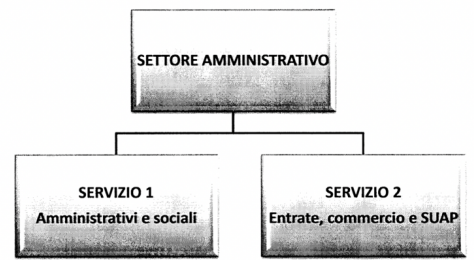 SETTORE AMMINISTRATIVO
SERVIZIO 1
Amministrativi e sociali
SERVIZIO 2
Entrate, commercio e SUAP